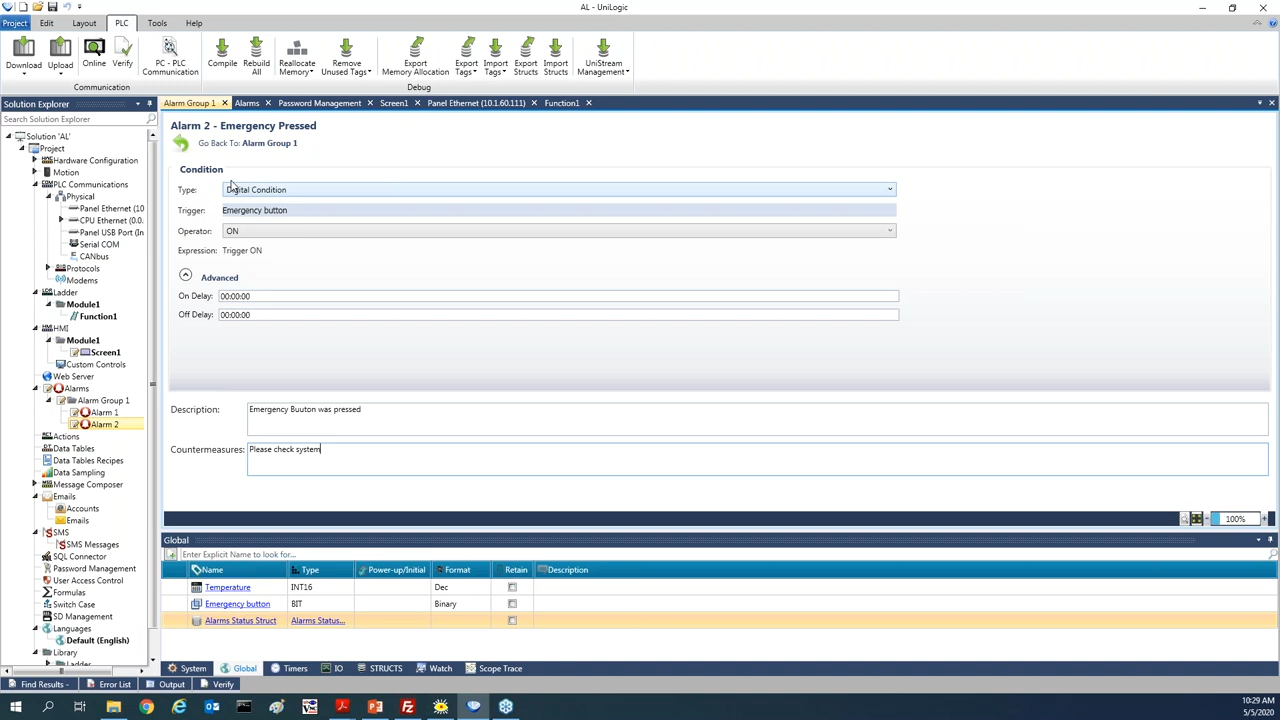 AL - UniLogic
Project Edit Layout PLC Tools Help
Download Upload Online Verify PC - PLC Communication Compile Rebuild All Reallocate Memory Remove Unused Tags Export Memory Allocation Export Tags Import Tags Export Structs Import Structs UniStream Management
Communication Debug
Solution Explorer
Alarm Group 1 Alarms Password Management Screen1 Panel Ethernet (10.1.60.111) Function1
Search Solution Explorer
Solution 'AL'
Project
Hardware Configuration
Motion
PLC Communications
Physical
Panel Ethernet (10
CPU Ethernet (0.0.
Panel USB Port (In
Serial COM
CANbus
Protocols
Modems
Ladder
Module1
Function1
HMI
Module1
Screen1
Custom Controls
Web Server
Alarms
Alarm Group 1
Alarm 1
Alarm 2
Actions
Data Tables
Data Tables Recipes
Data Sampling
Message Composer
Emails
Accounts
Emails
SMS
SMS Messages
SQL Connector
Password Management
User Access Control
Formulas
Switch Case
SD Management
Languages
Default (English)
Library
Ladder
Alarm 2 - Emergency Pressed
Go Back To: Alarm Group 1
Condition
Type: Digital Condition
Trigger: Emergency button
Operator: ON
Expression: Trigger ON
Advanced
On Delay: 00:00:00
Off Delay: 00:00:00
Description: Emergency Buuton was pressed
Countermeasures: Please check system
100%
Global
Enter Explicit Name to look for...
Name Type Power-up/Initial Format Retain Description
Temperature INT16 Dec
Emergency button BIT Binary
Alarms Status Struct Alarms Status...
System Global Timers IO STRUCTS Watch Scope Trace
Find Results - Error List Output Verify
10:29 AM
5/5/2020